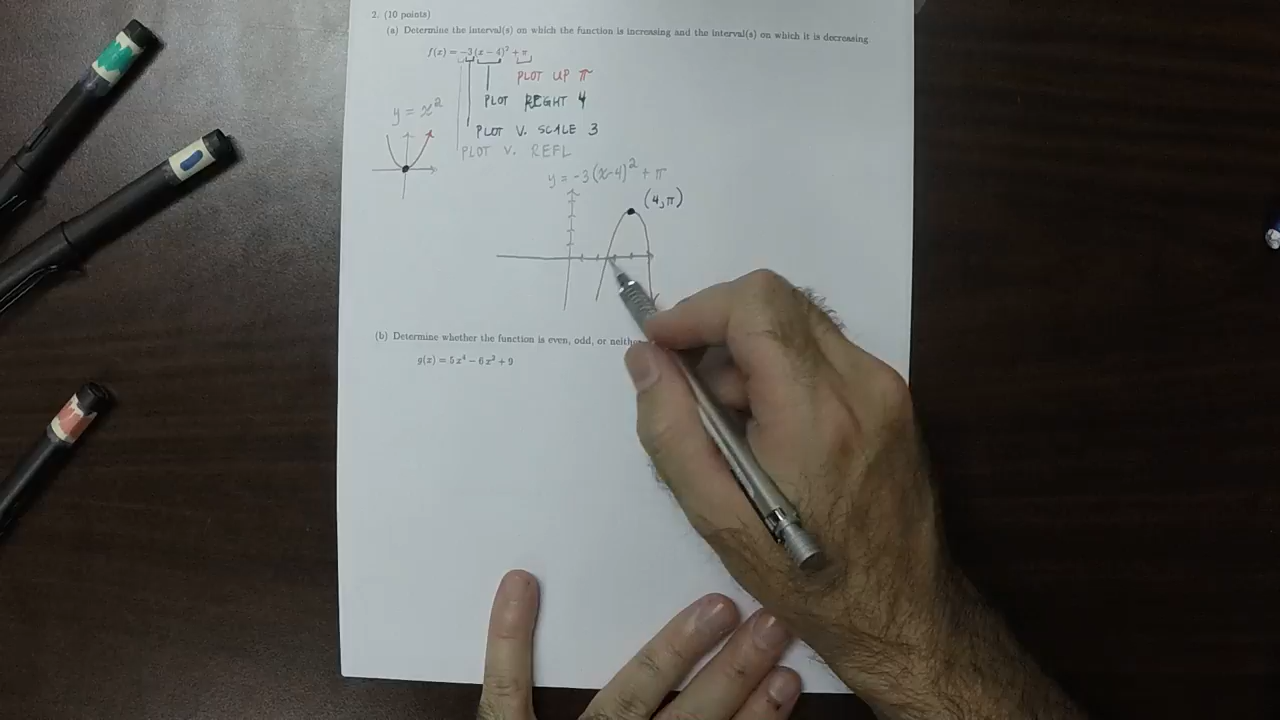 2. (10 points)
(a) Determine the interval(s) on which the function is increasing and the interval(s) on which it is decreasing
f(x) = −3(x − 4)² + π
PLOT UP π
PLOT RIGHT 4
PLOT V. SCALE 3
PLOT V. REFL
y = x²
y = -3(x-4)² + π
(4,π)
(b) Determine whether the function is even, odd, or
g(x) = 5x⁴ − 6x² + 9